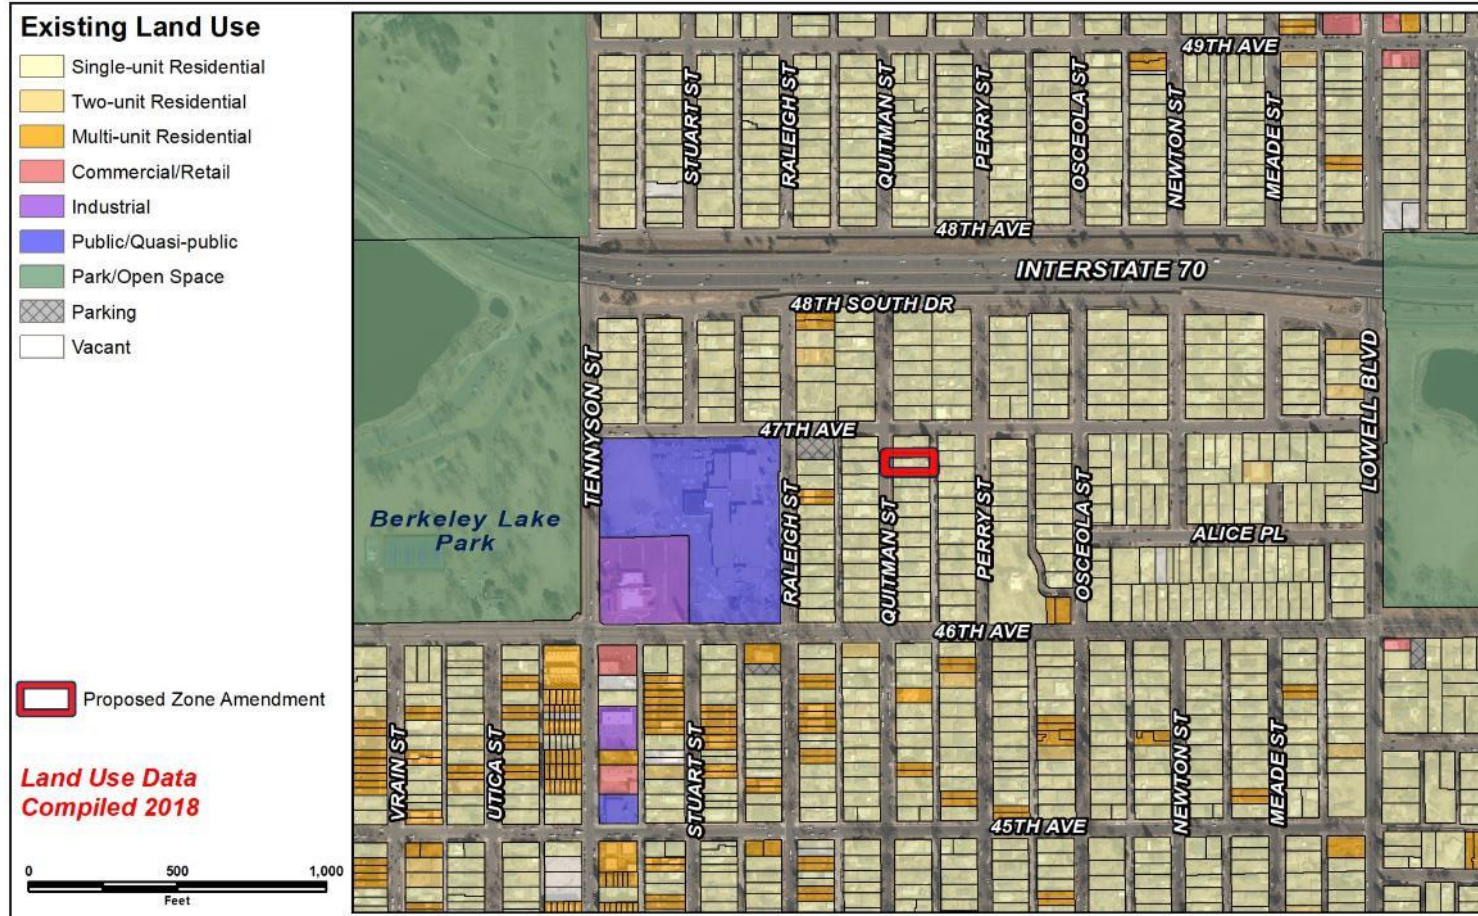 Existing Land Use
Single-unit Residential
Two-unit Residential
Multi-unit Residential
Commercial/Retail
Industrial
Public/Quasi-public
Park/Open Space
Parking
Vacant
Proposed Zone Amendment
Land Use Data
Compiled 2018
0 500 1,000
Feet
49TH AVE
STUART ST
RALEIGH ST
QUITMAN ST
PERRY ST
OSCEOLA ST
NEWTON ST
MEADE ST
48TH AVE
INTERSTATE 70
48TH SOUTH DR
TENNYSON ST
LOWELL BLVD
47TH AVE
Berkeley Lake
Park
RALEIGH ST
QUITMAN ST
PERRY ST
OSCEOLA ST
ALICE PL
46TH AVE
VRAIN ST
UTICA ST
STUART ST
NEWTON ST
MEADE ST
45TH AVE